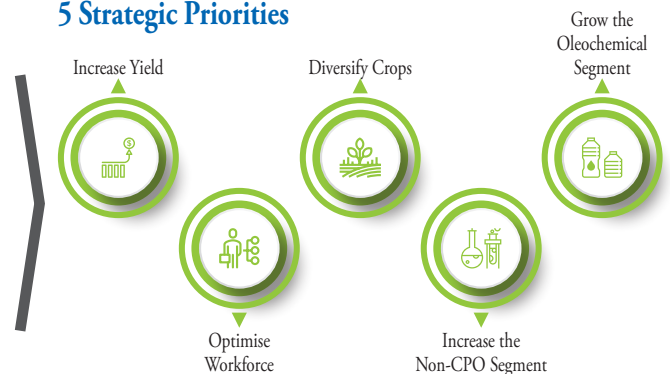 5 Strategic Priorities
Increase Yield
Optimise
Workforce
Diversify Crops
Increase the
Non-CPO Segment
Grow the
Oleochemical
Segment